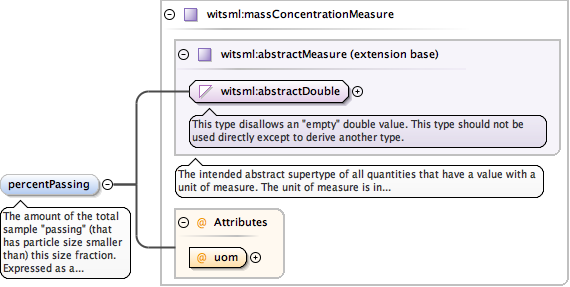 witsml:massConcentrationMeasure
witsml:abstractMeasure (extension base)
witsml:abstractDouble
This type disallows an "empty" double value. This type should not be
used directly except to derive another type.
The intended abstract supertype of all quantities that have a value with a
unit of measure. The unit of measure is in...
percentPassing
The amount of the total
sample "passing" (that
has particle size smaller
than) this size fraction.
Expressed as a...
@ Attributes
@ uom